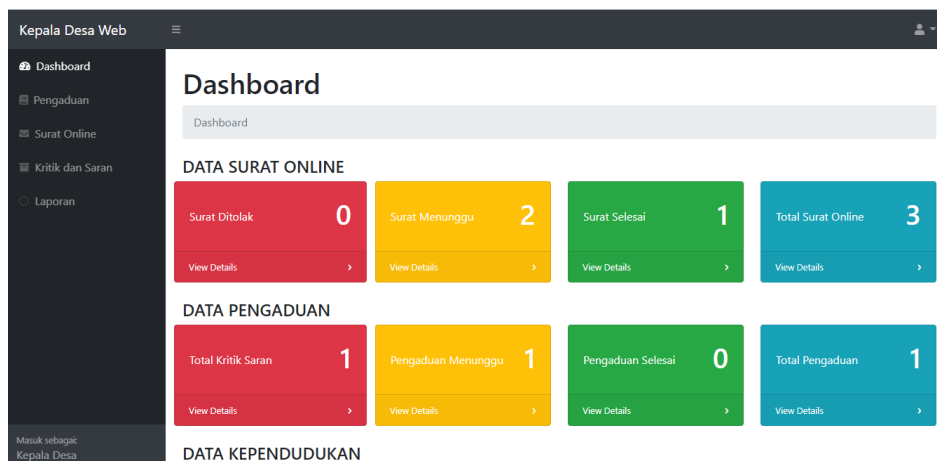 Kepala Desa Web
Dashboard
Pengaduan
Surat Online
Kritik dan Saran
Laporan
Masuk sebagai:
Kepala Desa
Dashboard
Dashboard
DATA SURAT ONLINE
Surat Ditolak 0
View Details
Surat Menunggu 2
View Details
Surat Selesai 1
View Details
Total Surat Online 3
View Details
DATA PENGADUAN
Total Kritik Saran 1
View Details
Pengaduan Menunggu 1
View Details
Pengaduan Selesai 0
View Details
Total Pengaduan 1
View Details
DATA KEPENDUDUKAN